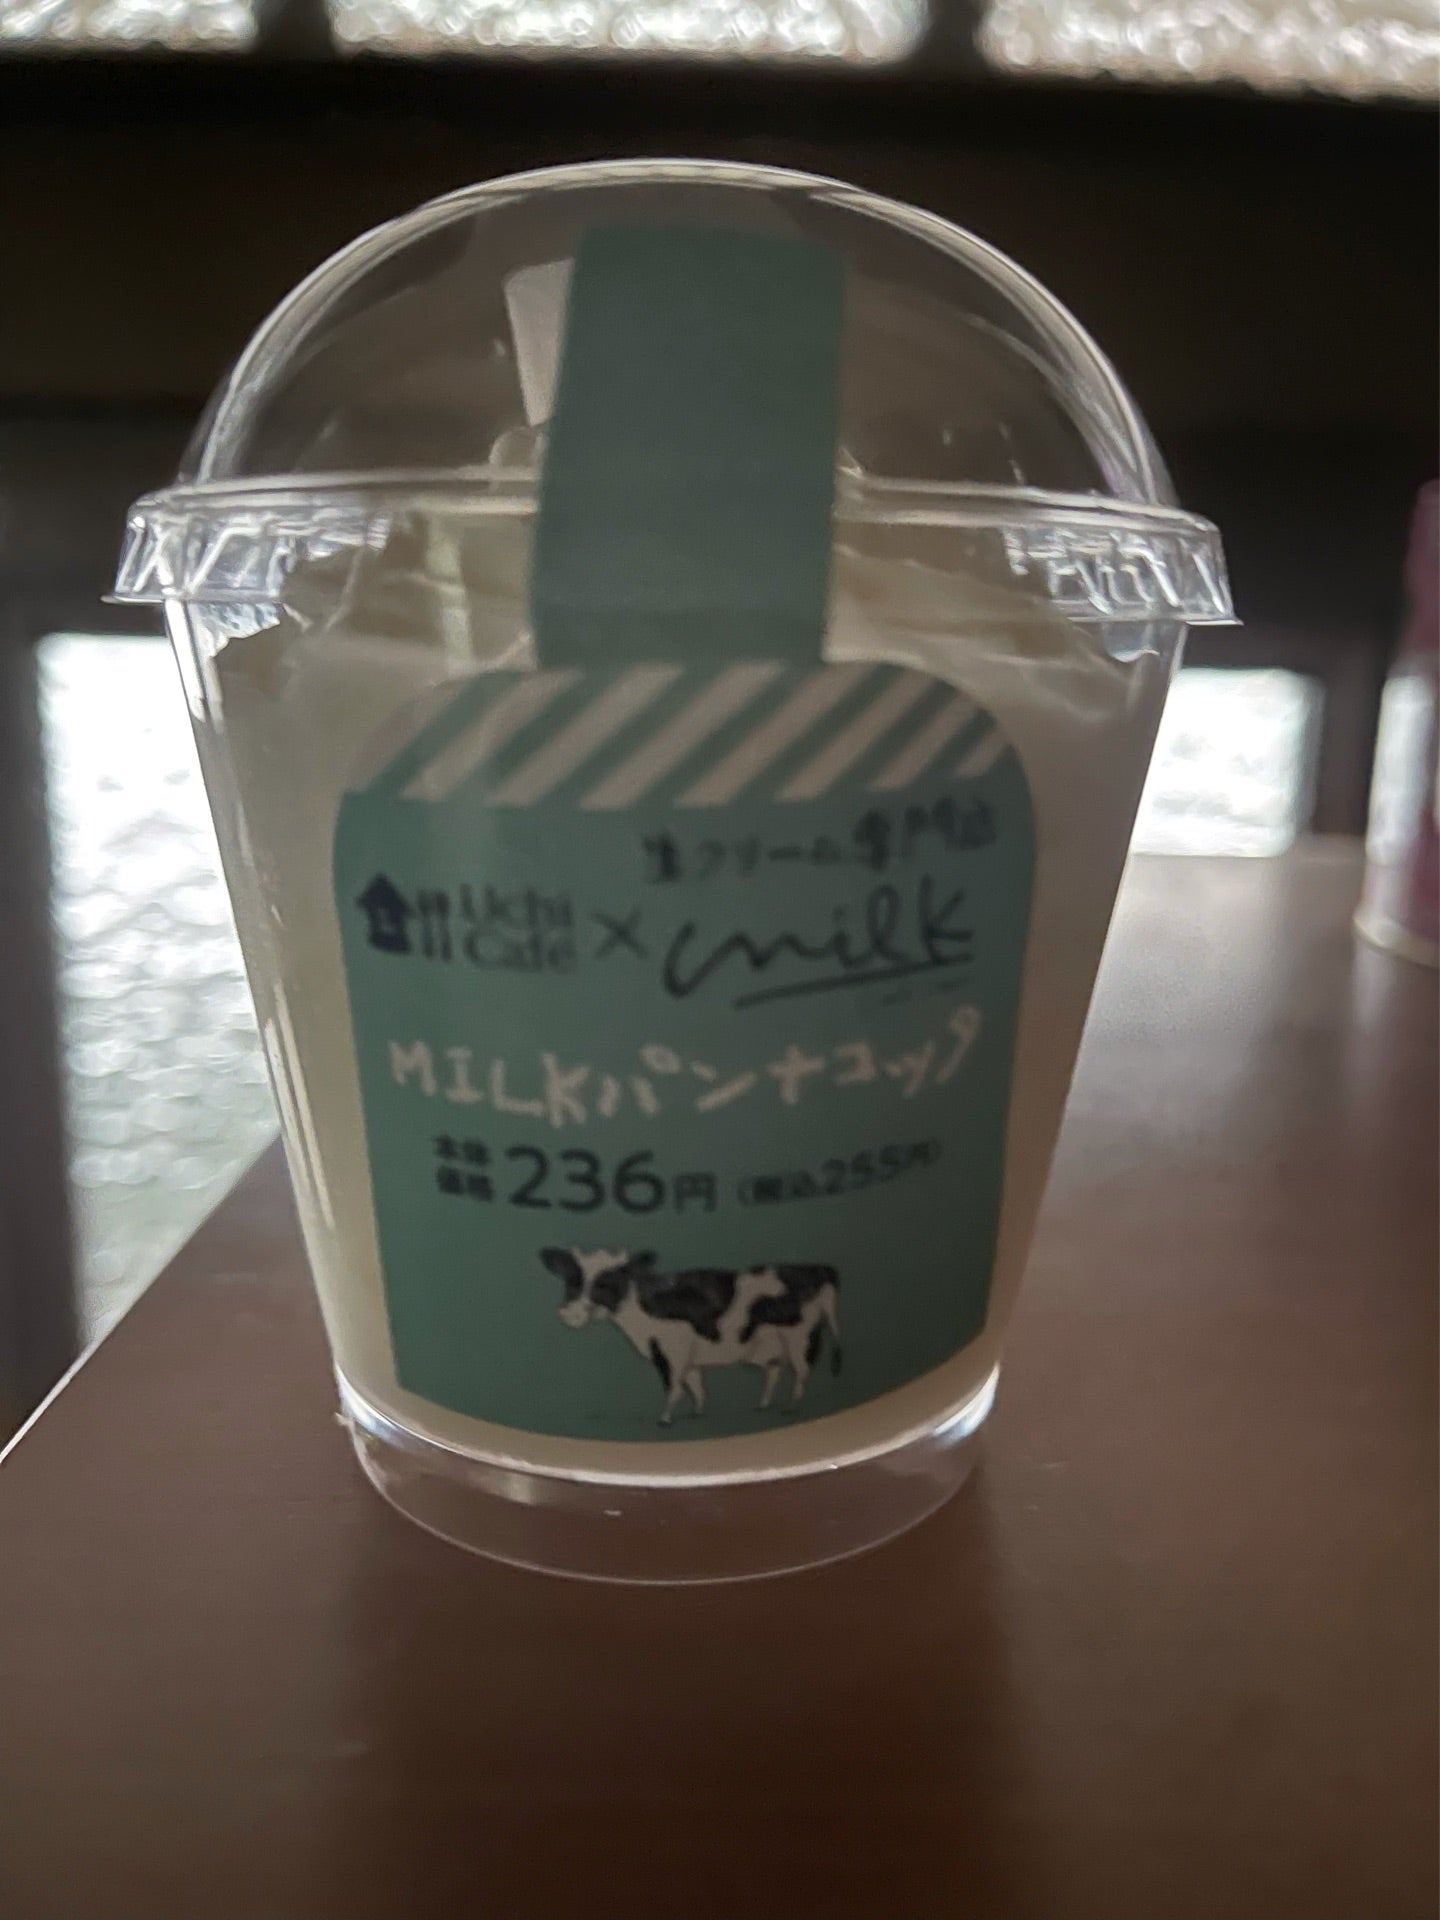 生クリーム専門店
Uchi Café × milk
MILKパンナコッタ
本体価格 236円 (税込255円)